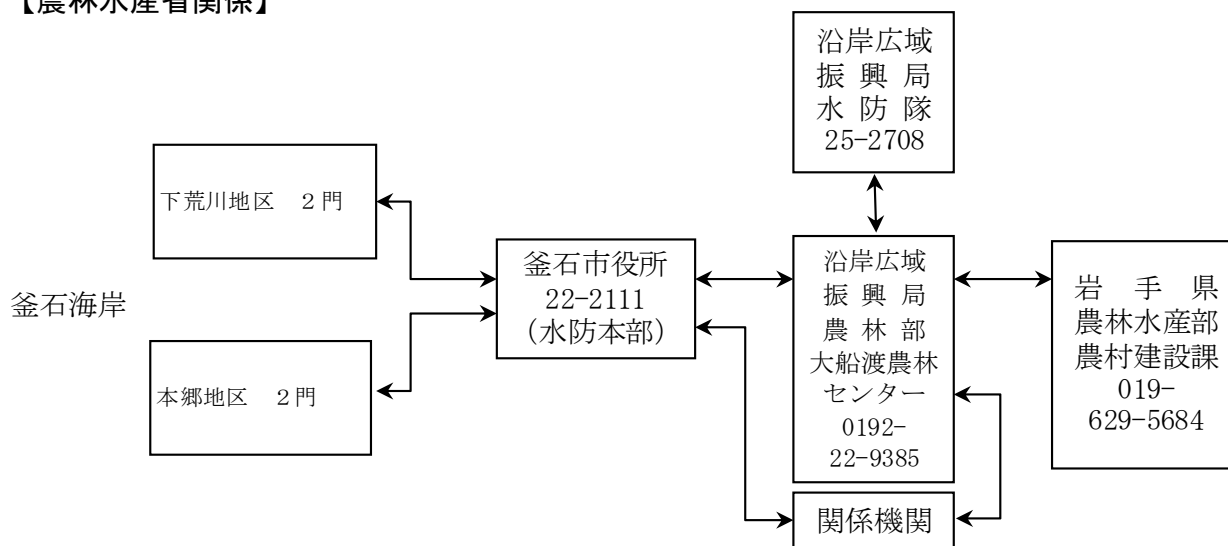 【農林水産省関係】
沿岸広域
振興局
水防隊
25-2708
下荒川地区　２門
釜石海岸
本郷地区　２門
釜石市役所
22-2111
（水防本部）
沿岸広域
振興局
農林部
大船渡農林
センター
0192-
22-9385
岩手県
農林水産部
農村建設課
019-
629-5684
関係機関